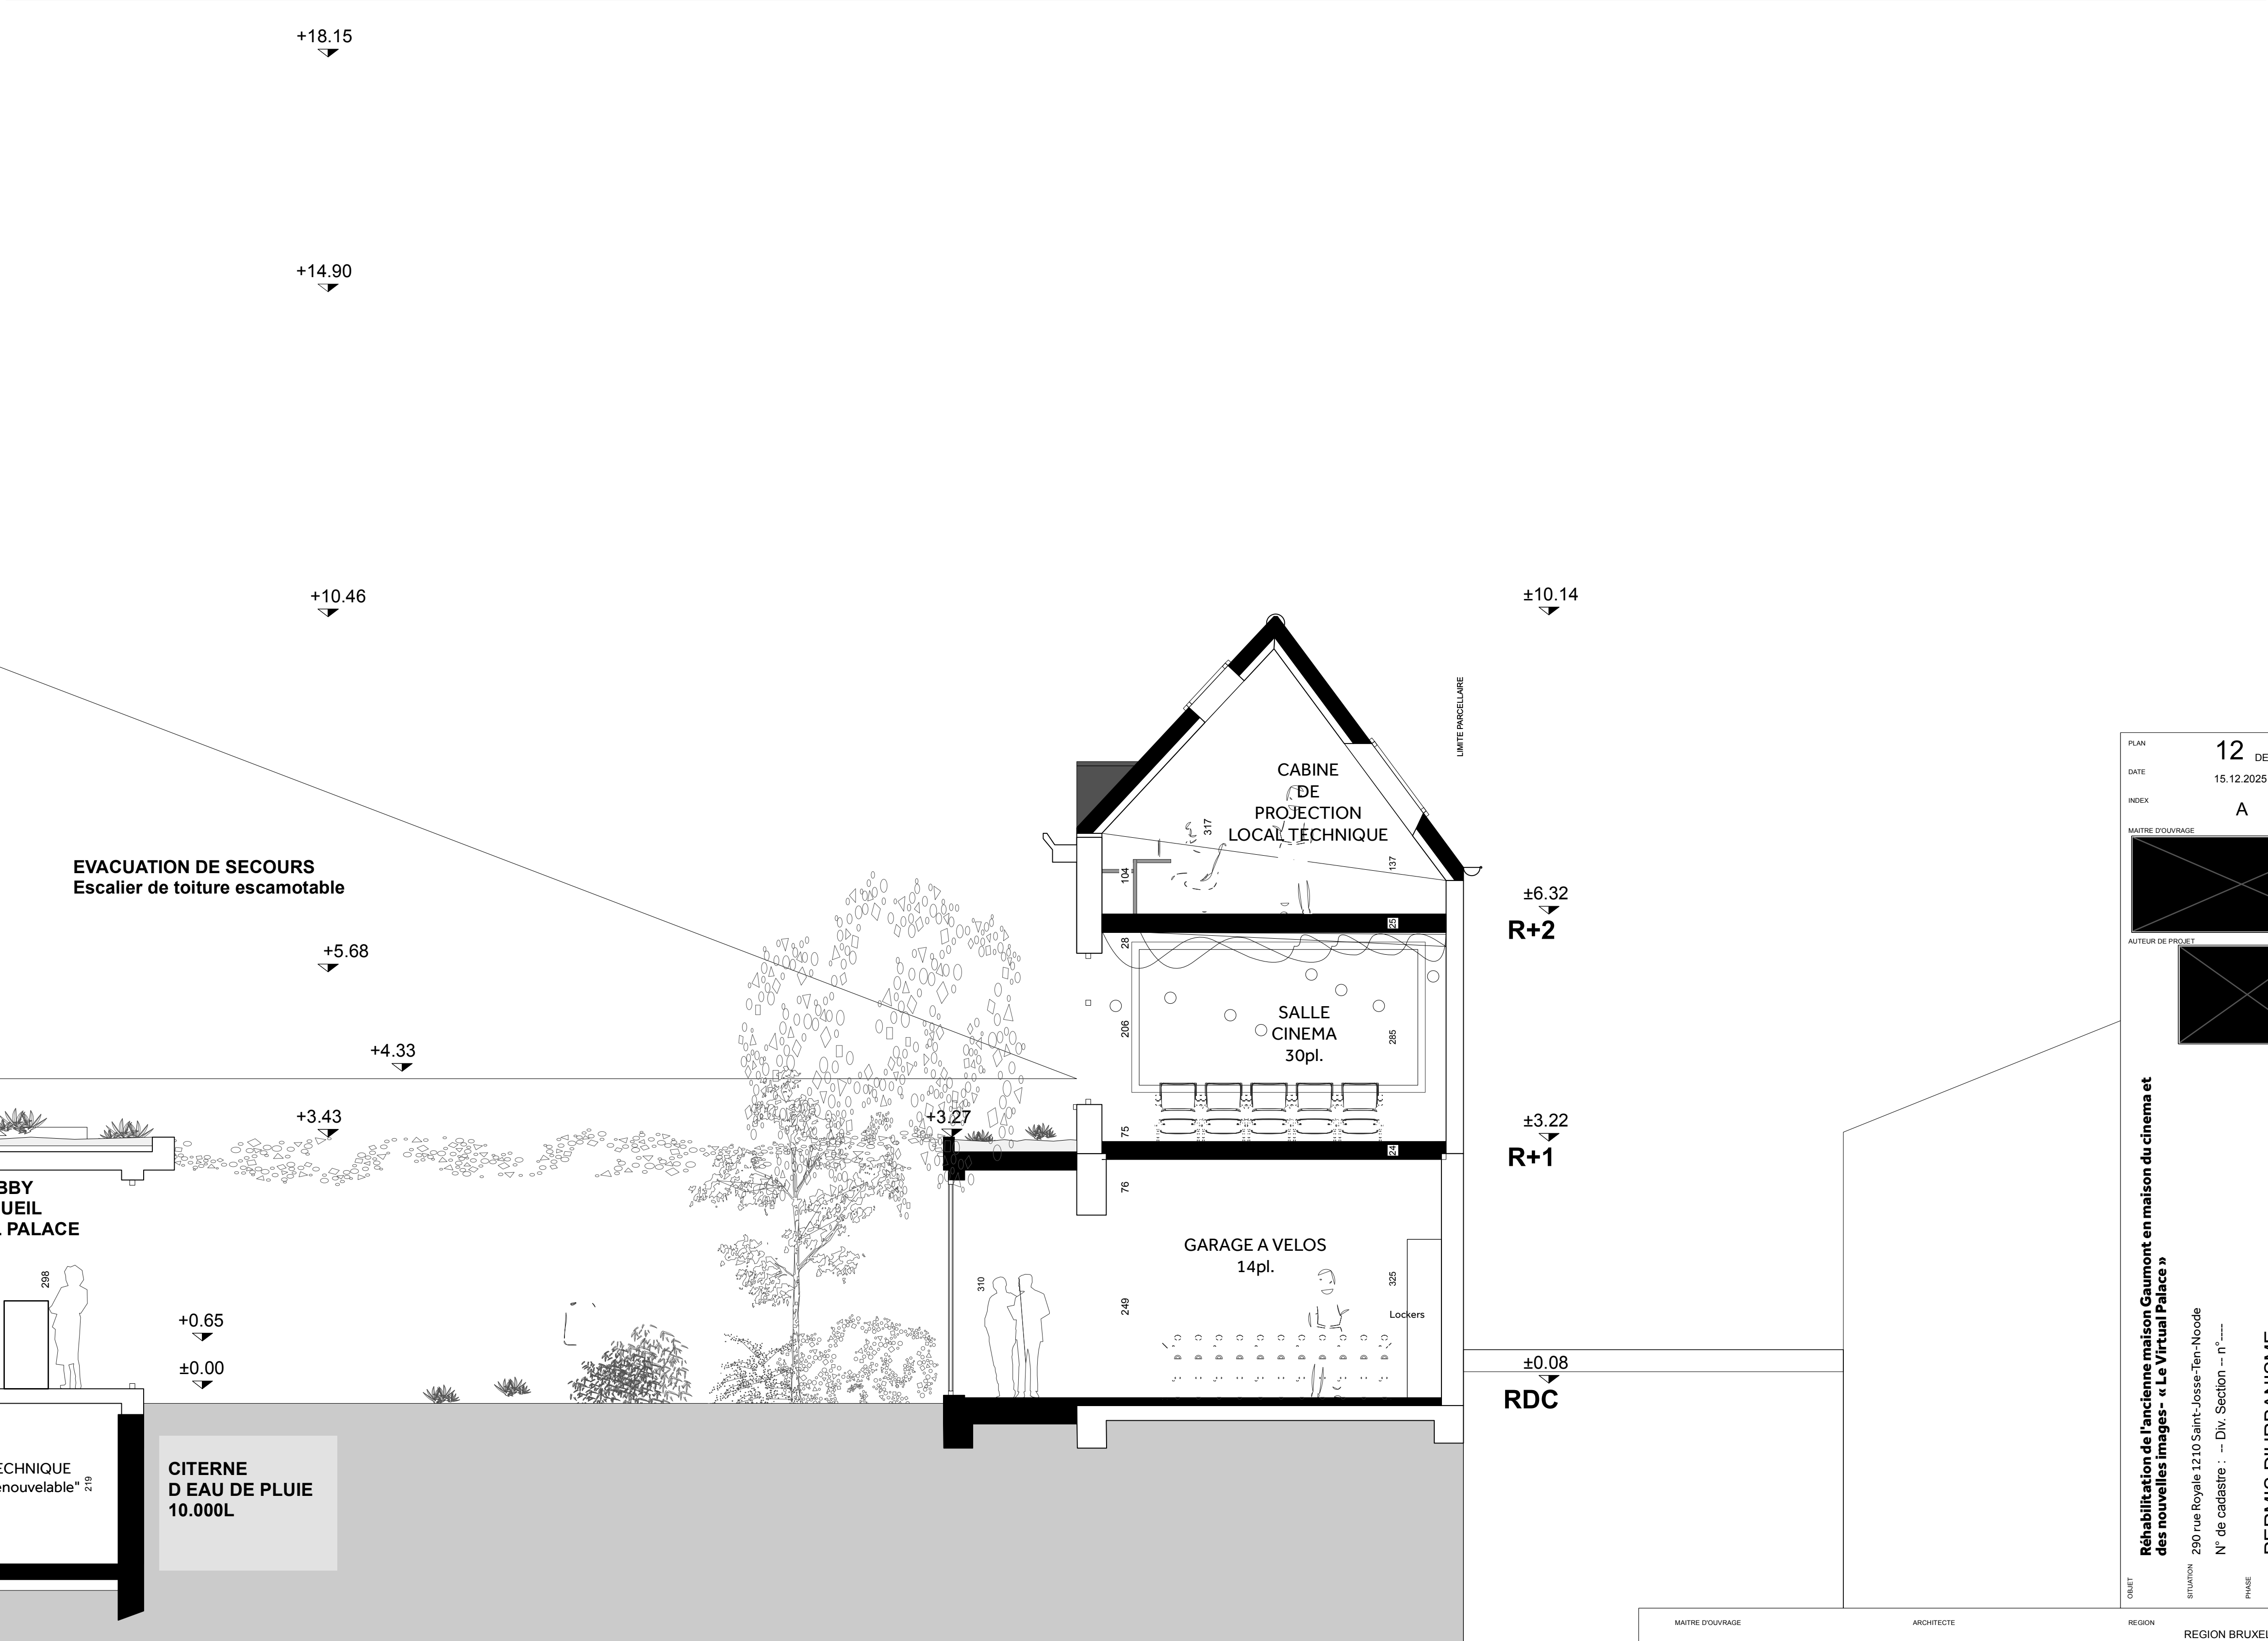 +18.15
+14.90
+10.46
±10.14
LIMITE PARCELLAIRE
CABINE
DE
PROJECTION
LOCAL TECHNIQUE
317
137
104
EVACUATION DE SECOURS
Escalier de toiture escamotable
±6.32
R+2
25
28
+5.68
SALLE
CINEMA
30pl.
206
285
+4.33
+3.43
+3.27
±3.22
R+1
75
24
76
BBY
UEIL
PALACE
298
GARAGE A VELOS
14pl.
310
249
325
Lockers
+0.65
±0.00
±0.08
RDC
ECHNIQUE
enouvelable"
219
CITERNE
D EAU DE PLUIE
10.000L
PLAN
12 DE
DATE
15.12.2025
INDEX
A
MAITRE D'OUVRAGE
AUTEUR DE PROJET
OBJET
Réhabilitation de l'ancienne maison Gaumont en maison du cinema et
des nouvelles images- « Le Virtual Palace »
SITUATION
290 rue Royale 1210 Saint-Josse-Ten-Noode
N° de cadastre : -- Div. Section -- n°----
PHASE
MAITRE D'OUVRAGE
ARCHITECTE
REGION
REGION BRUXEL